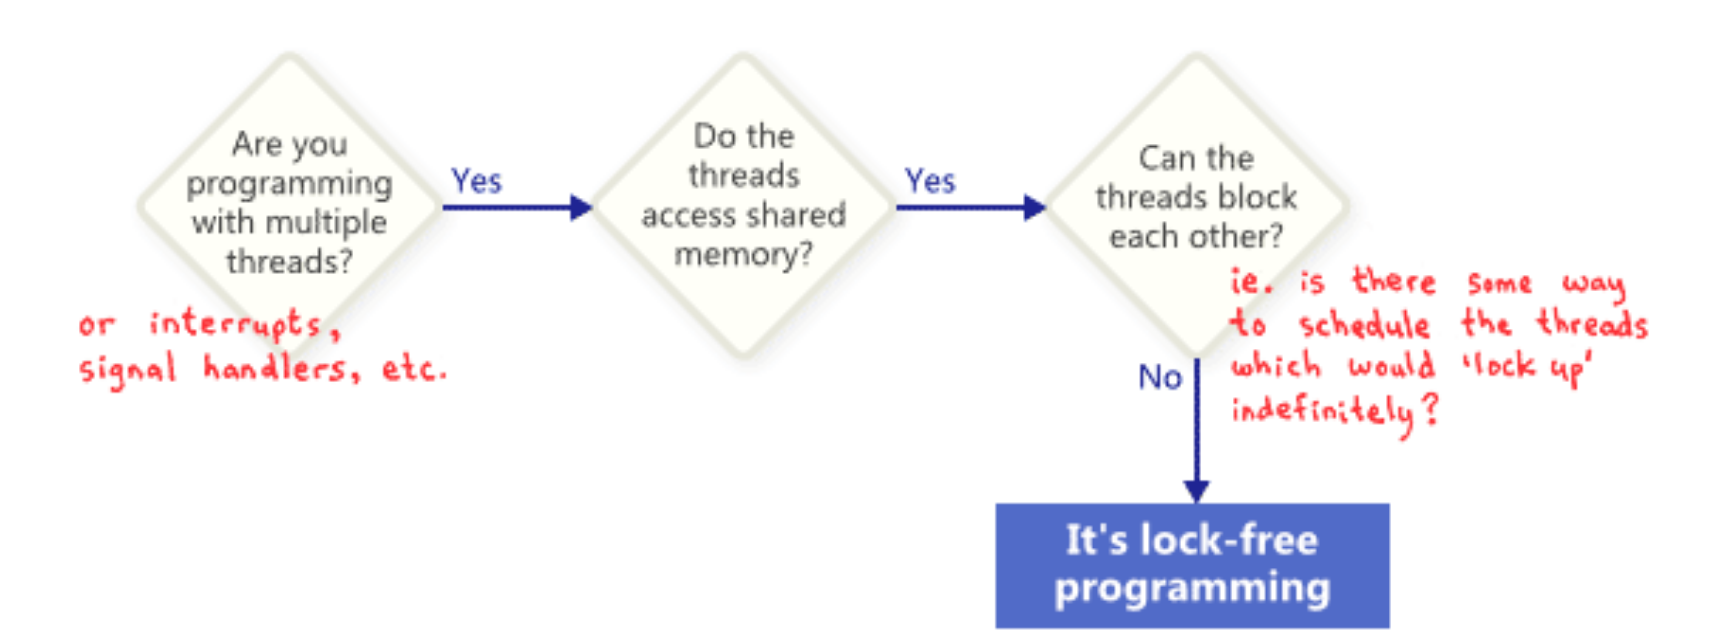 Are you
programming
with multiple
threads?
or interrupts,
signal handlers, etc.
Yes
Do the
threads
access shared
memory?
Yes
Can the
threads block
each other?
ie. is there some way
to schedule the threads
which would 'lock up'
indefinitely?
No
It's lock-free
programming